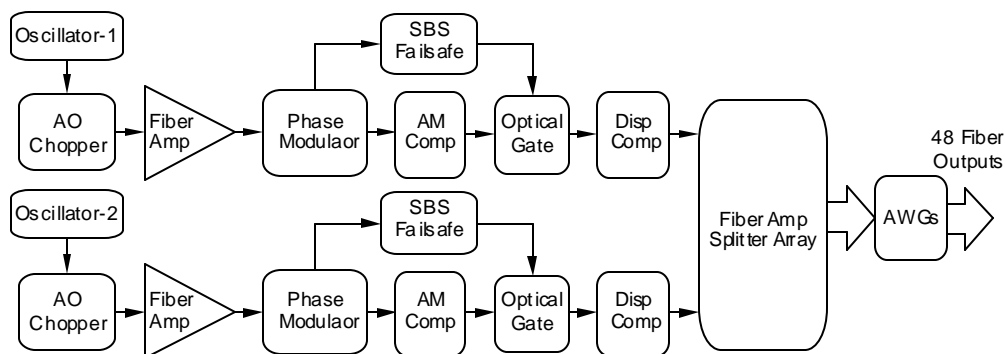 Oscillator-1
AO
Chopper
Fiber
Amp
Phase
Modulaor
SBS
Failsafe
AM
Comp
Optical
Gate
Disp
Comp
Oscillator-2
AO
Chopper
Fiber
Amp
Phase
Modulaor
SBS
Failsafe
AM
Comp
Optical
Gate
Disp
Comp
Fiber Amp
Splitter Array
AWGs
48 Fiber
Outputs